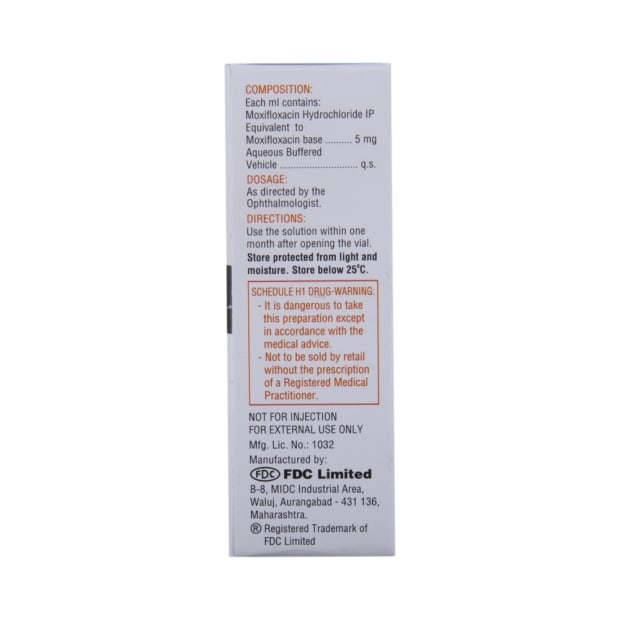 COMPOSITION:
Each ml contains:
Moxifloxacin Hydrochloride IP
Equivalent to
Moxifloxacin base .......... 5 mg
Aqueous Buffered
Vehicle ............................. q.s.
DOSAGE:
As directed by the
Ophthalmologist.
DIRECTIONS:
Use the solution within one
month after opening the vial.
Store protected from light and
moisture. Store below 25°C.
SCHEDULE H1 DRUG-WARNING:
- It is dangerous to take
this preparation except
in accordance with the
medical advice.
- Not to be sold by retail
without the prescription
of a Registered Medical
Practitioner.
NOT FOR INJECTION
FOR EXTERNAL USE ONLY
Mfg. Lic. No.: 1032
Manufactured by:
FDC FDC Limited
B-8, MIDC Industrial Area,
Waluj, Aurangabad - 431 136,
Maharashtra.
® Registered Trademark of
FDC Limited